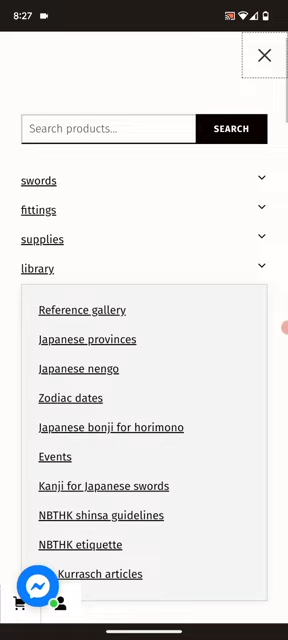 8:27
Search products...
SEARCH
swords
fittings
supplies
library
Reference gallery
Japanese provinces
Japanese nengo
Zodiac dates
Japanese bonji for horimono
Events
Kanji for Japanese swords
NBTHK shinsa guidelines
NBTHK etiquette
Kurrasch articles